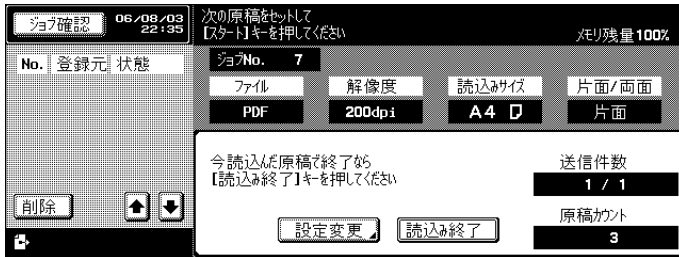 ジョブ確認
06/08/03
22:35
No. 登録元 状態
削除
次の原稿をセットして
[スタート]キーを押してください
メモリ残量100%
ジョブNo. 7
ファイル 解像度 読込みサイズ 片面/両面
PDF 200dpi A4 片面
今読込んだ原稿で終了なら
[読込み終了]キーを押してください
設定変更 読込み終了
送信件数
1 / 1
原稿カウント
3